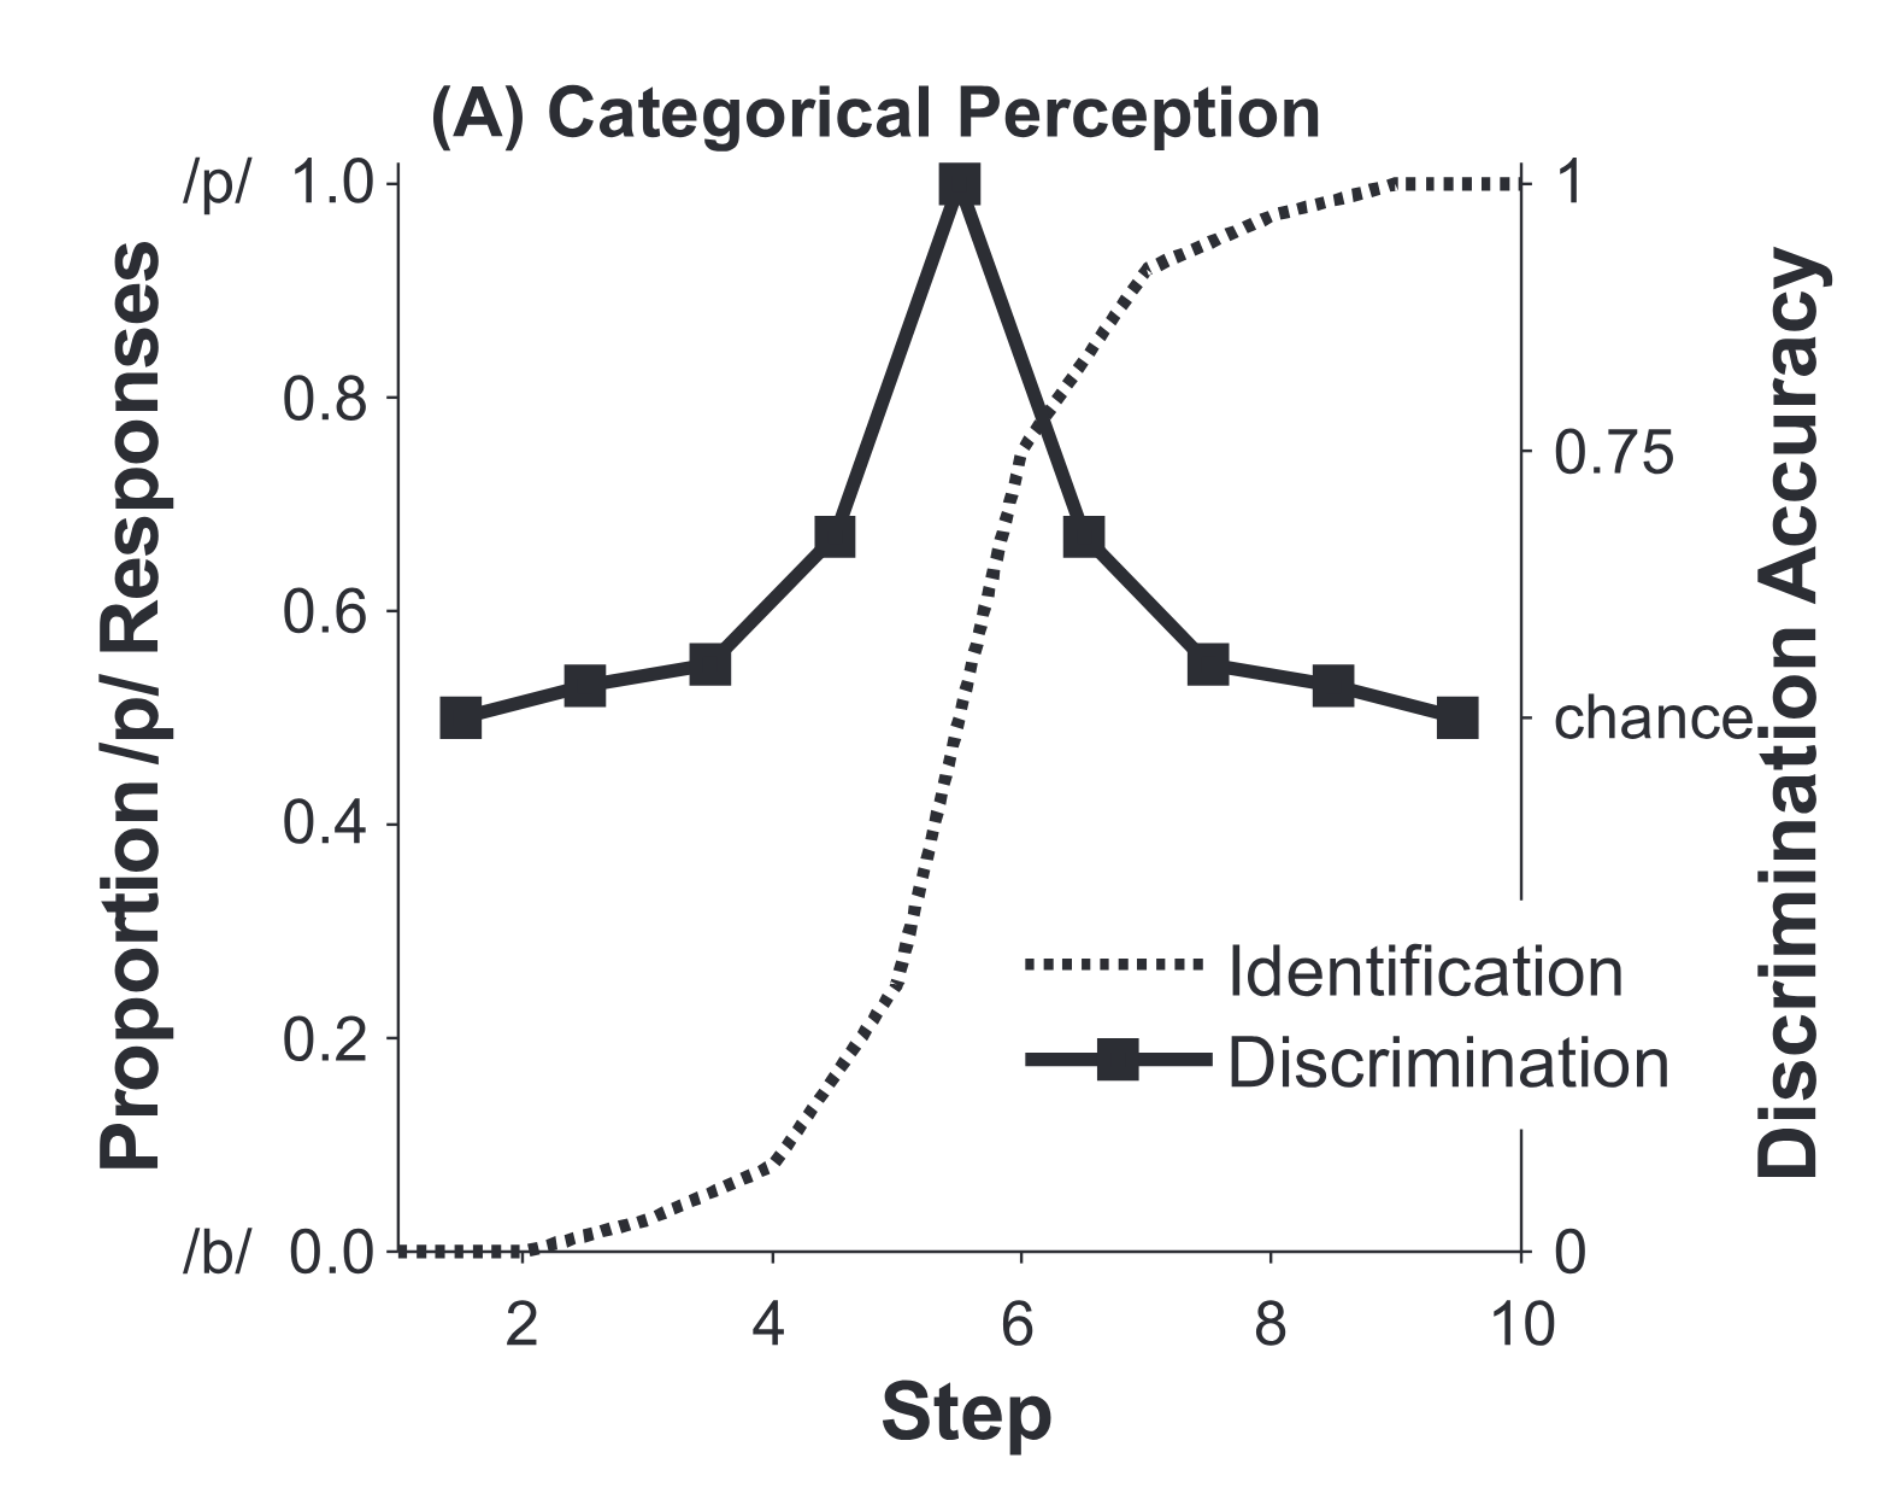 (A) Categorical Perception
/p/ 1.0
0.8
0.6
0.4
0.2
/b/ 0.0
Proportion /p/ Responses
1
0.75
chance
0
Discrimination Accuracy
Identification
Discrimination
2 4 6 8 10
Step